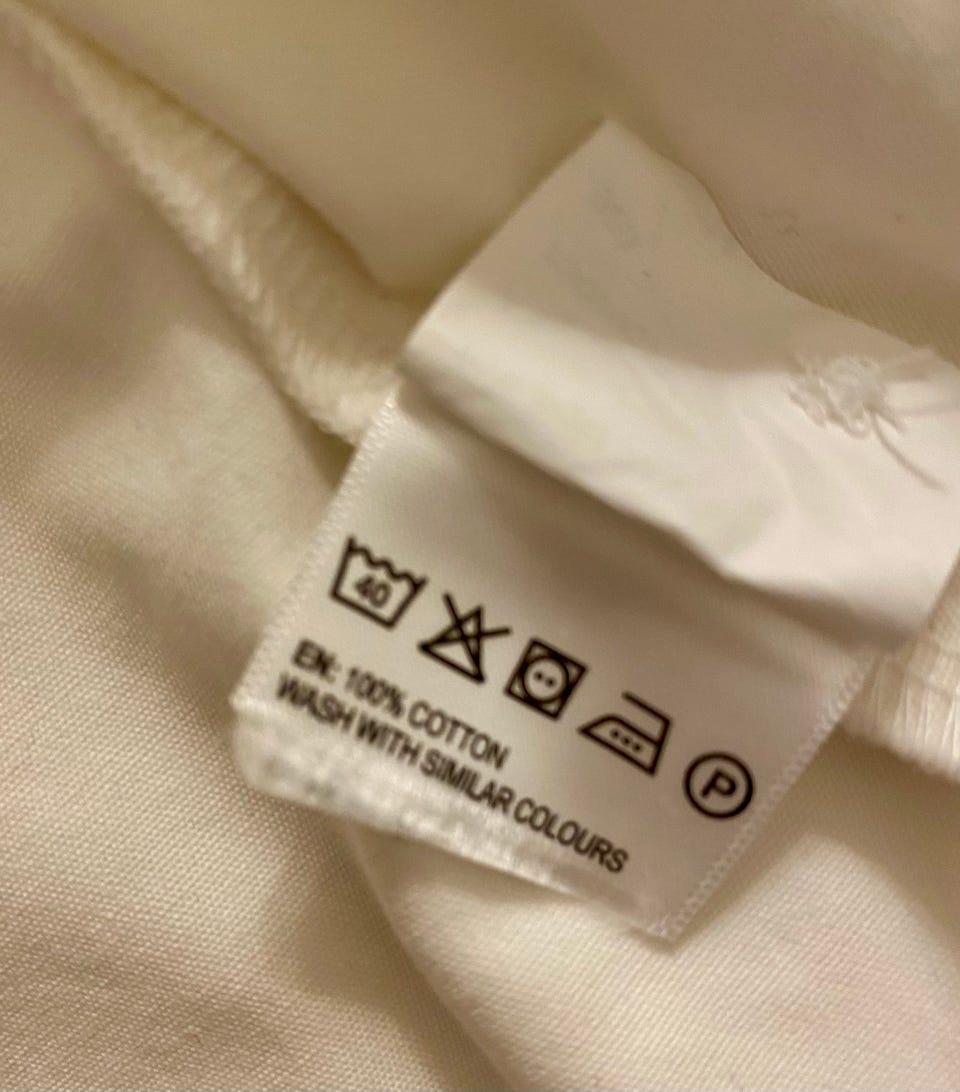 40
P
EN: 100% COTTON
WASH WITH SIMILAR COLOURS